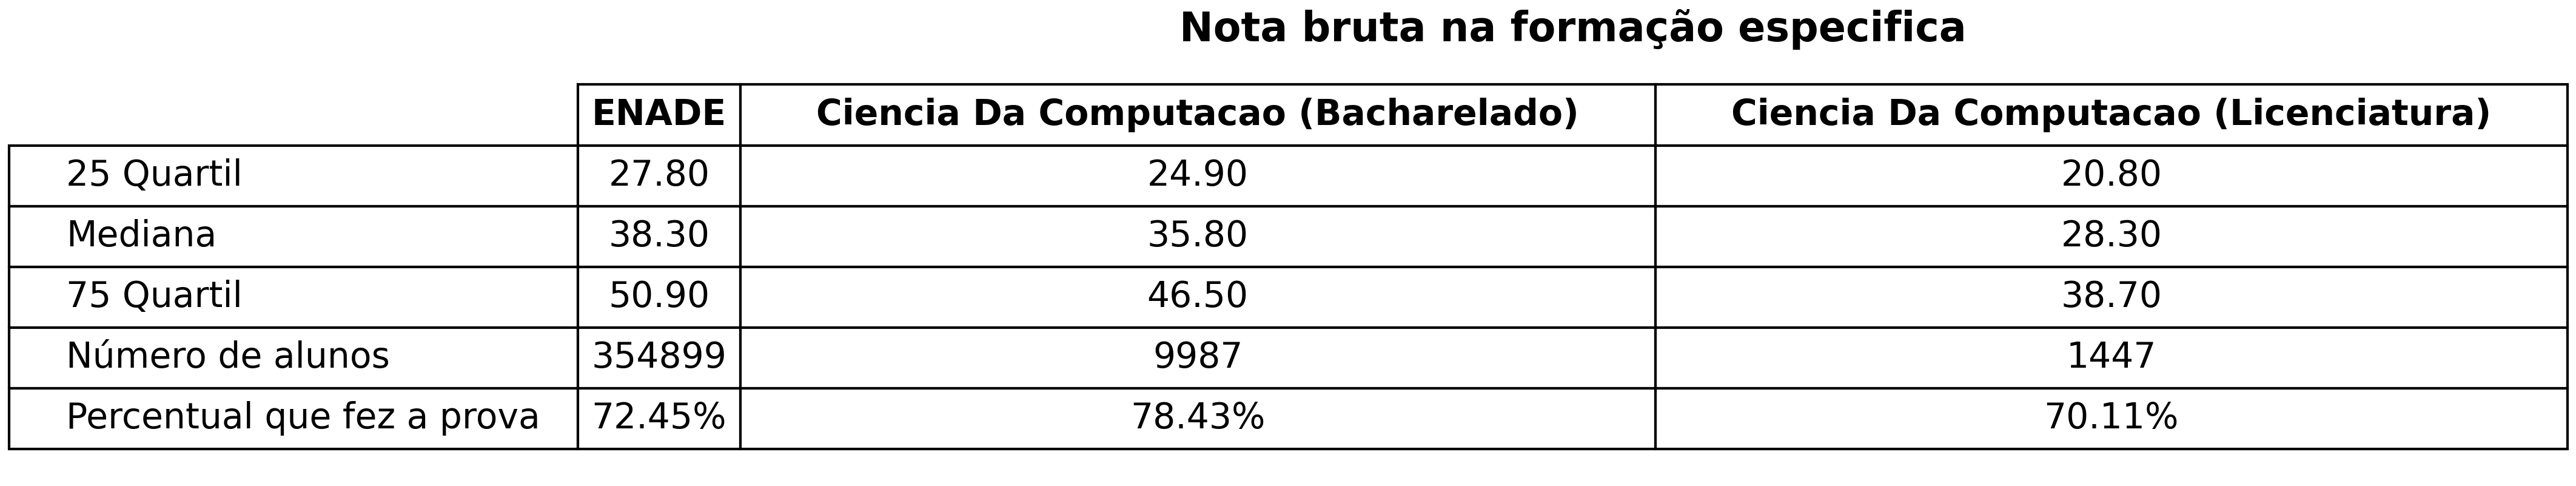 Nota bruta na formação especifica
ENADE Ciencia Da Computacao (Bacharelado) Ciencia Da Computacao (Licenciatura)
25 Quartil 27.80 24.90 20.80
Mediana 38.30 35.80 28.30
75 Quartil 50.90 46.50 38.70
Número de alunos 354899 9987 1447
Percentual que fez a prova 72.45% 78.43% 70.11%